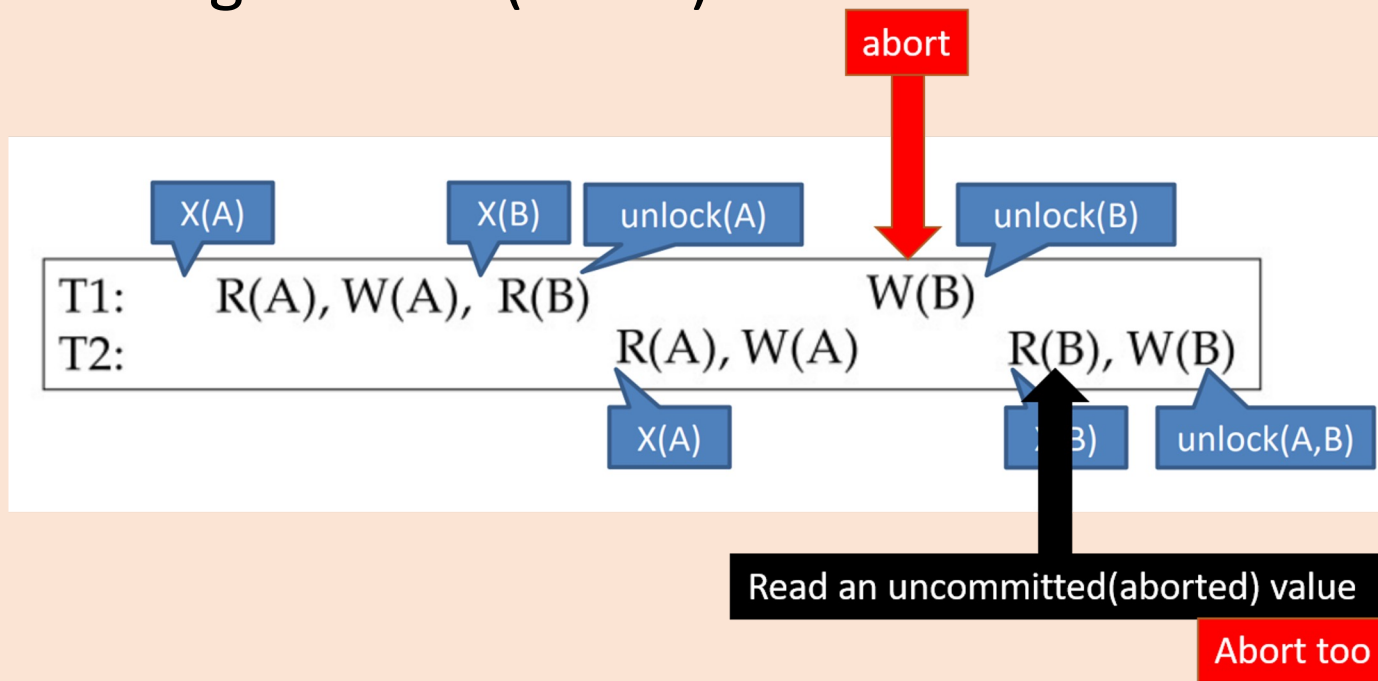 abort
X(A)
X(B)
unlock(A)
unlock(B)
T1: R(A), W(A), R(B) W(B)
T2: R(A), W(A) R(B), W(B)
X(A)
B)
unlock(A,B)
Read an uncommitted(aborted) value
Abort too